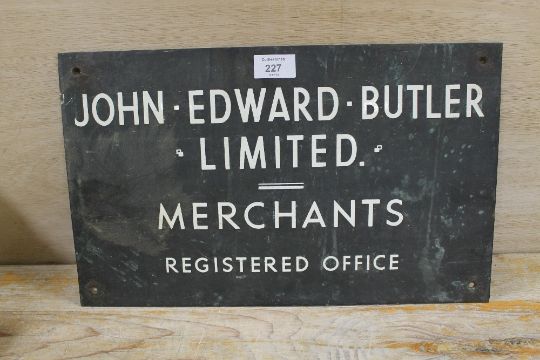 227
JOHN · EDWARD · BUTLER
· LIMITED. ·
MERCHANTS
REGISTERED OFFICE